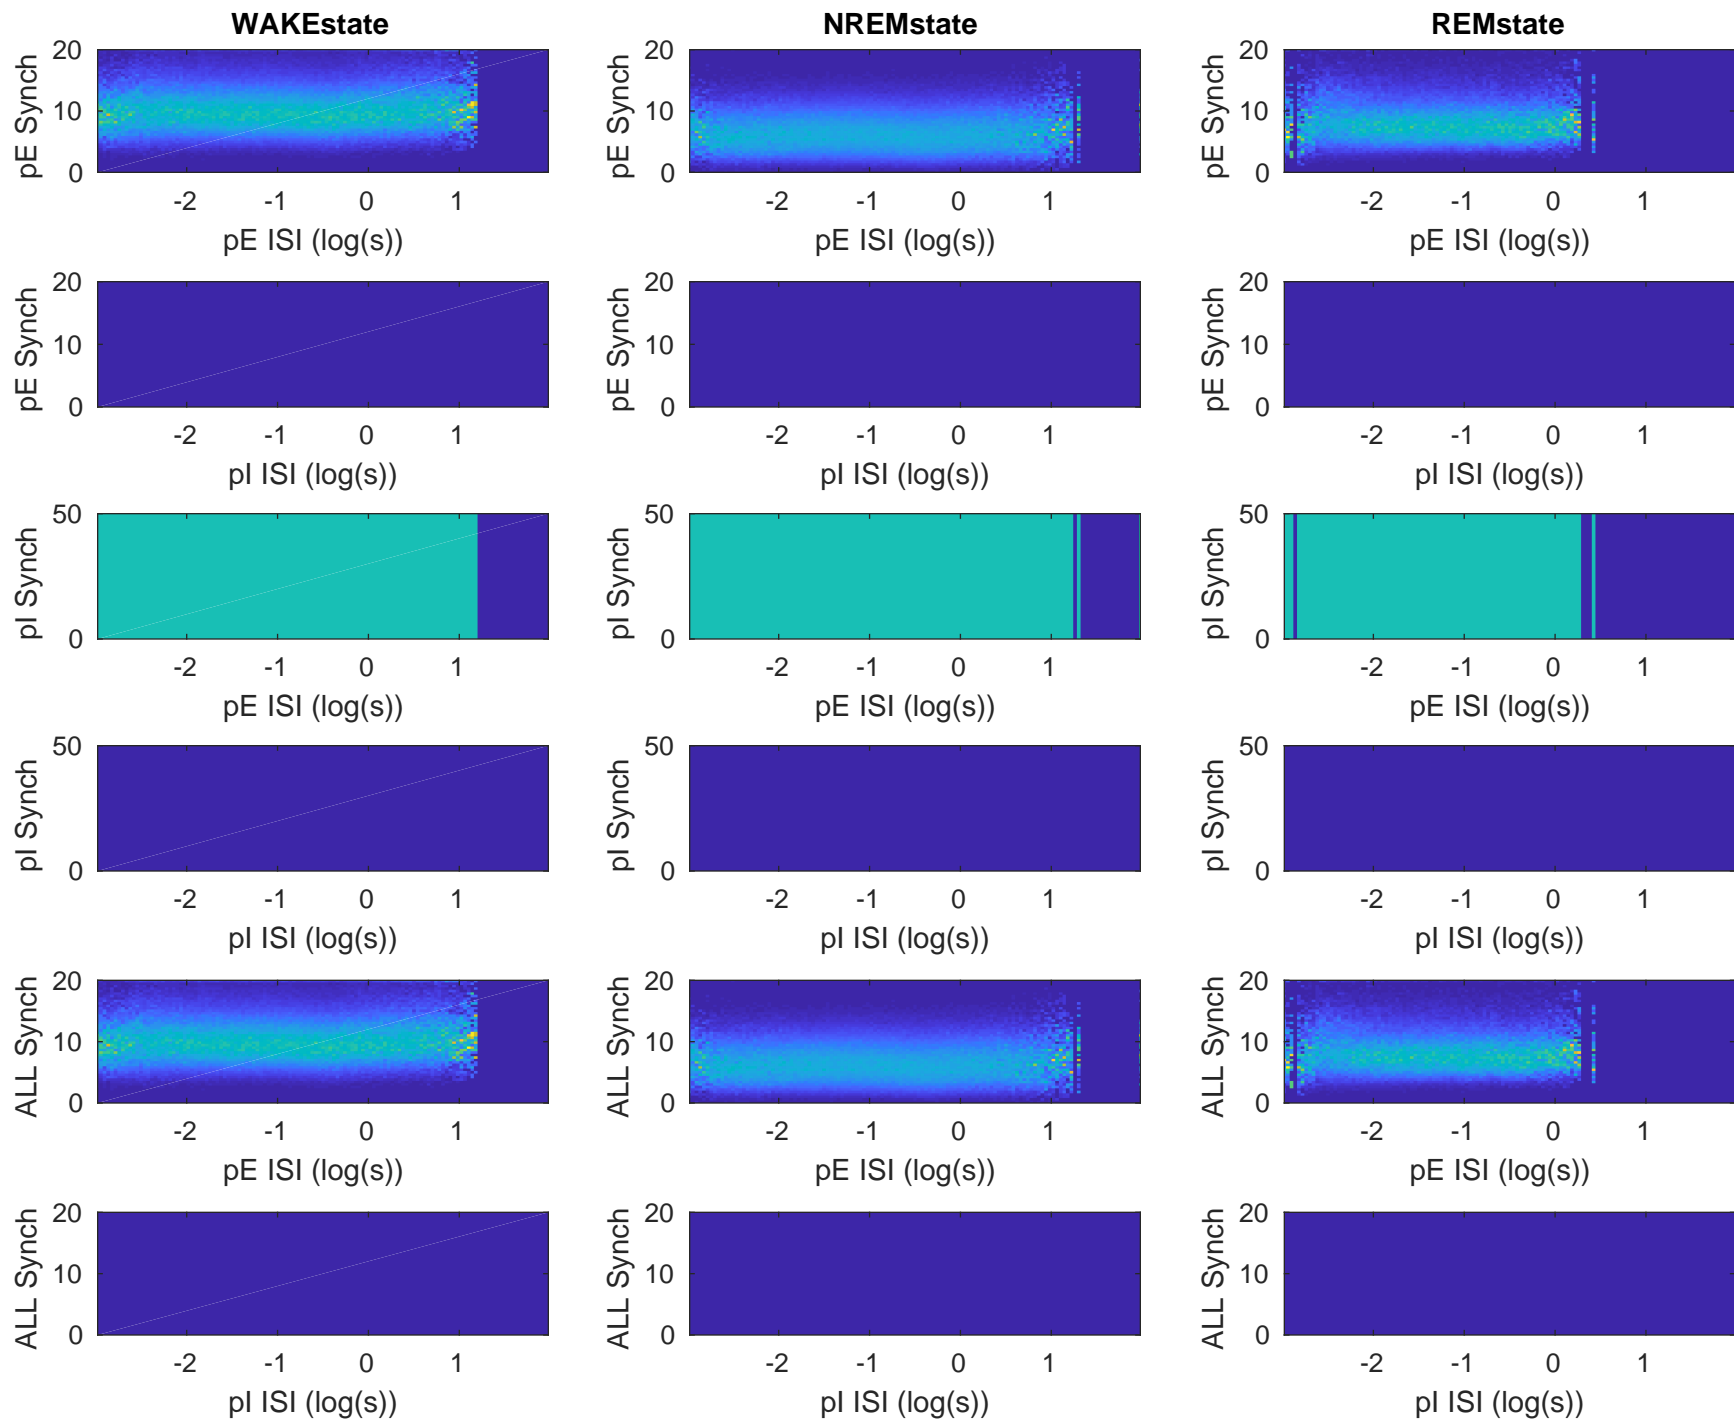 WAKEstate NREMstate REMstate
20 20 20
10 10 10
0 0 0
pE Synch pE Synch pE Synch
-2 -1 0 1 -2 -1 0 1 -2 -1 0 1
pE ISI (log(s)) pE ISI (log(s)) pE ISI (log(s))
20 20 20
10 10 10
0 0 0
pE Synch pE Synch pE Synch
-2 -1 0 1 -2 -1 0 1 -2 -1 0 1
pI ISI (log(s)) pI ISI (log(s)) pI ISI (log(s))
50 50 50
0 0 0
pI Synch pI Synch pI Synch
-2 -1 0 1 -2 -1 0 1 -2 -1 0 1
pE ISI (log(s)) pE ISI (log(s)) pE ISI (log(s))
50 50 50
0 0 0
pI Synch pI Synch pI Synch
-2 -1 0 1 -2 -1 0 1 -2 -1 0 1
pI ISI (log(s)) pI ISI (log(s)) pI ISI (log(s))
20 20 20
10 10 10
0 0 0
ALL Synch ALL Synch ALL Synch
-2 -1 0 1 -2 -1 0 1 -2 -1 0 1
pE ISI (log(s)) pE ISI (log(s)) pE ISI (log(s))
20 20 20
10 10 10
0 0 0
ALL Synch ALL Synch ALL Synch
-2 -1 0 1 -2 -1 0 1 -2 -1 0 1
pI ISI (log(s)) pI ISI (log(s)) pI ISI (log(s))